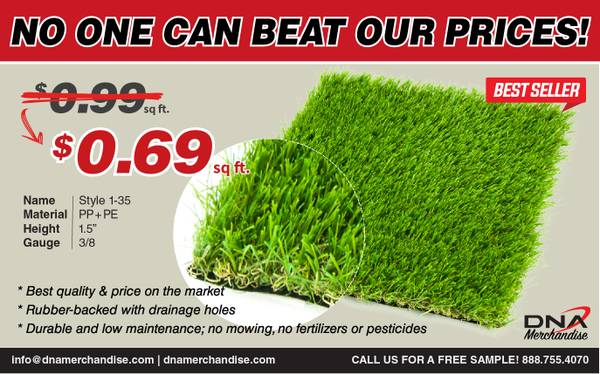 NO ONE CAN BEAT OUR PRICES!
BEST SELLER
$0.99 sq ft.
$0.69 sq ft.
Name Style 1-35
Material PP+PE
Height 1.5"
Gauge 3/8
* Best quality & price on the market
* Rubber-backed with drainage holes
* Durable and low maintenance; no mowing, no fertilizers or pesticides
DNA
Merchandise
info@dnamerchandise.com | dnamerchandise.com CALL US FOR A FREE SAMPLE! 888.755.4070